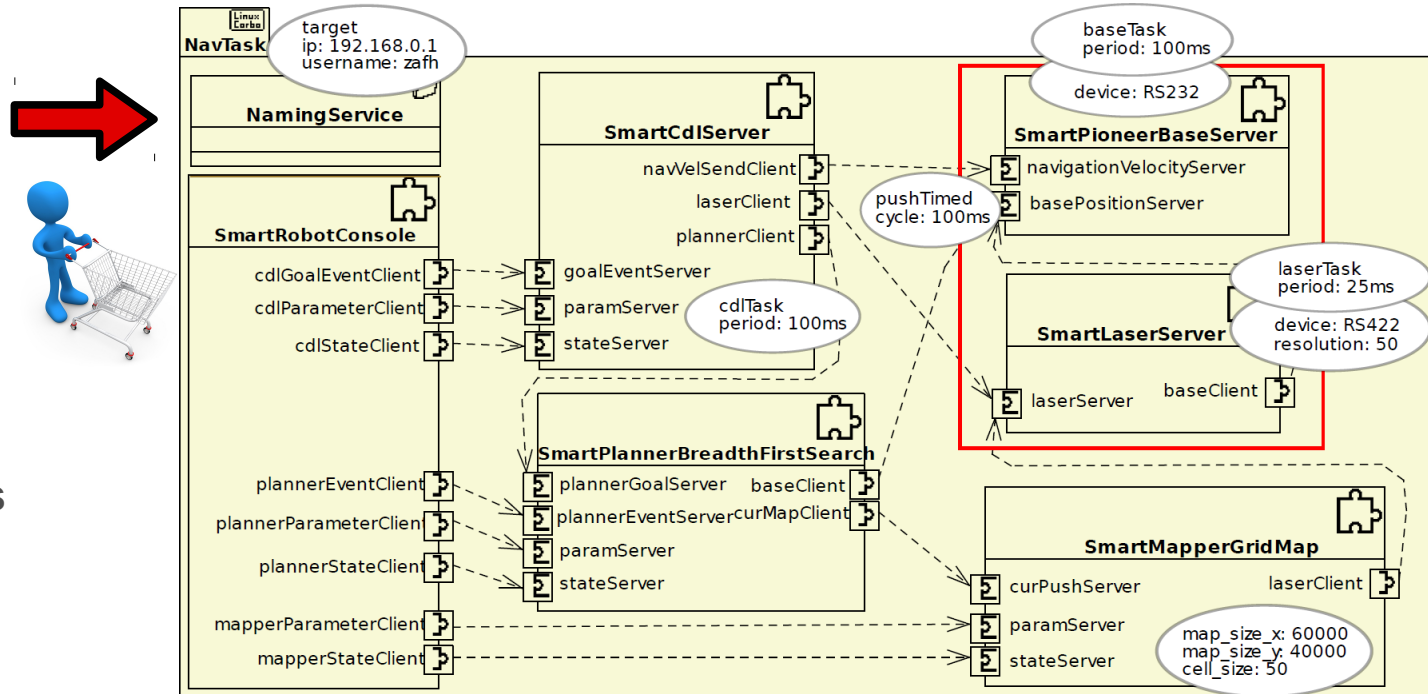 Linux
Corba
NavTask
target
ip: 192.168.0.1
username: zafh
NamingService
SmartRobotConsole
cdlGoalEventClient
cdlParameterClient
cdlStateClient
plannerEventClient
plannerParameterClient
plannerStateClient
mapperParameterClient
mapperStateClient
s
SmartCdlServer
navVelSendClient
laserClient
plannerClient
goalEventServer
paramServer
stateServer
cdlTask
period: 100ms
SmartPlannerBreadthFirstSearch
plannerGoalServer
baseClient
plannerEventServer
curMapClient
paramServer
stateServer
pushTimed
cycle: 100ms
baseTask
period: 100ms
device: RS232
SmartPioneerBaseServer
navigationVelocityServer
basePositionServer
laserTask
period: 25ms
device: RS422
resolution: 50
SmartLaserServer
baseClient
laserServer
SmartMapperGridMap
laserClient
curPushServer
paramServer
stateServer
map_size_x: 60000
map_size_y: 40000
cell_size: 50